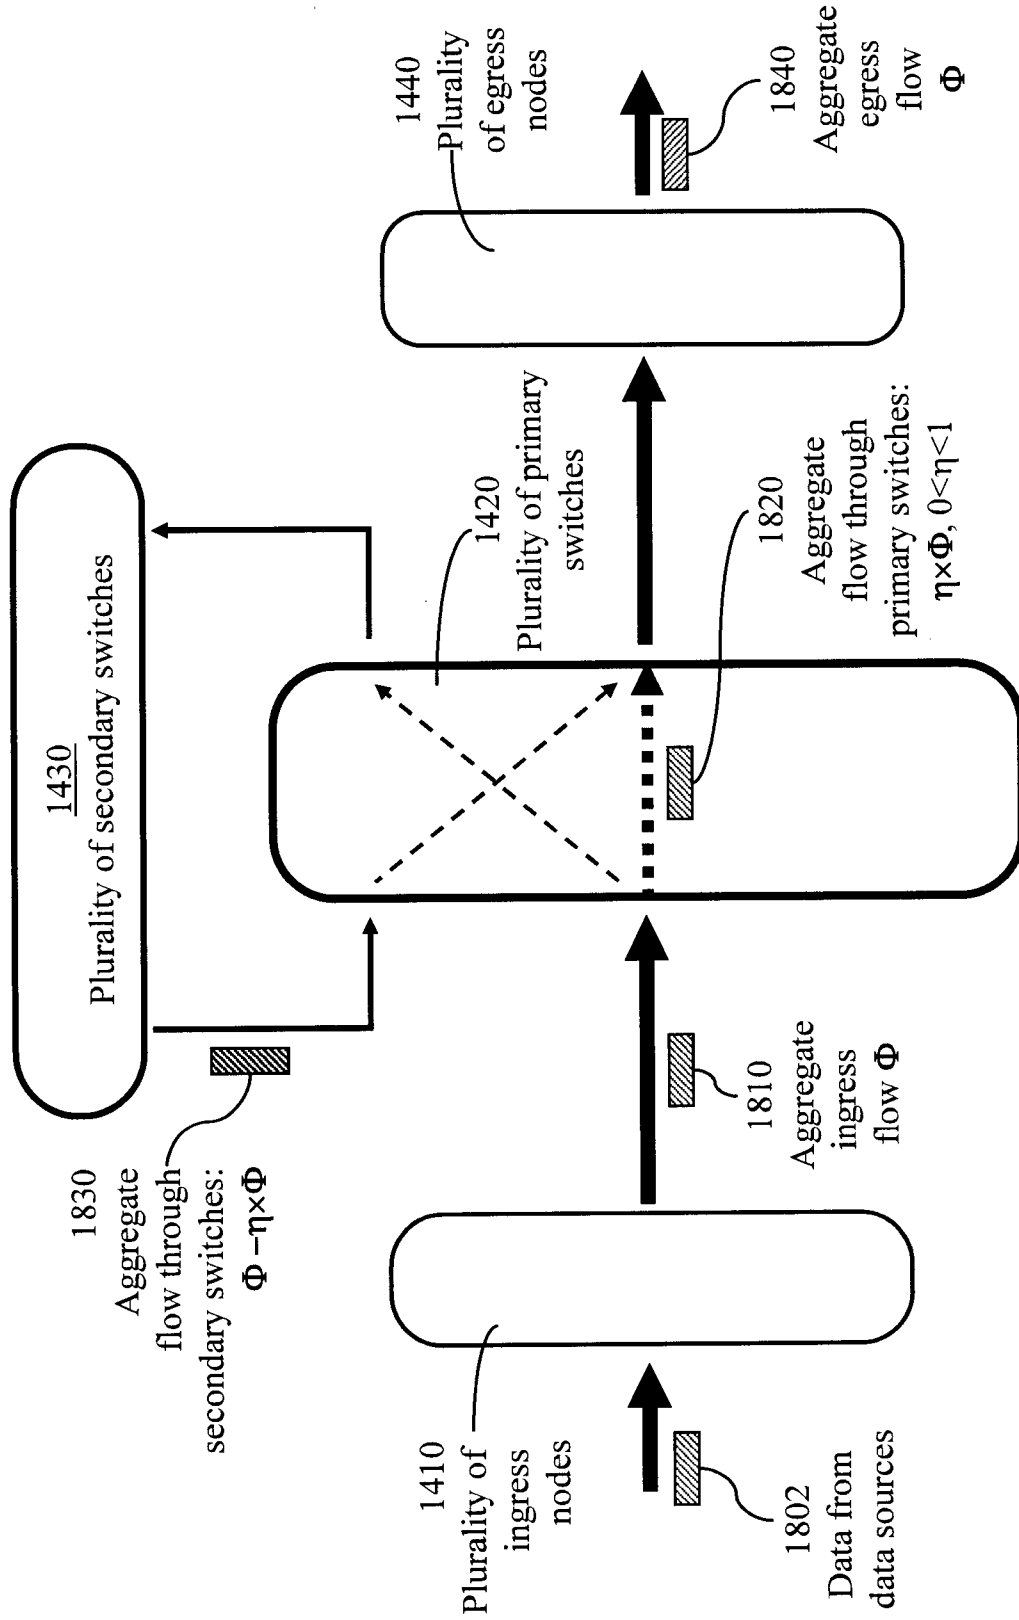 1430
Plurality of secondary switches
1830
Aggregate
flow through
secondary switches:
Φ –η×Φ
1410
Plurality of
ingress
nodes
1802
Data from
data sources
1810
Aggregate
ingress
flow Φ
1420
Plurality of primary
switches
1820
Aggregate
flow through
primary switches:
η×Φ, 0<η<1
1440
Plurality
of egress
nodes
1840
Aggregate
egress
flow
Φ